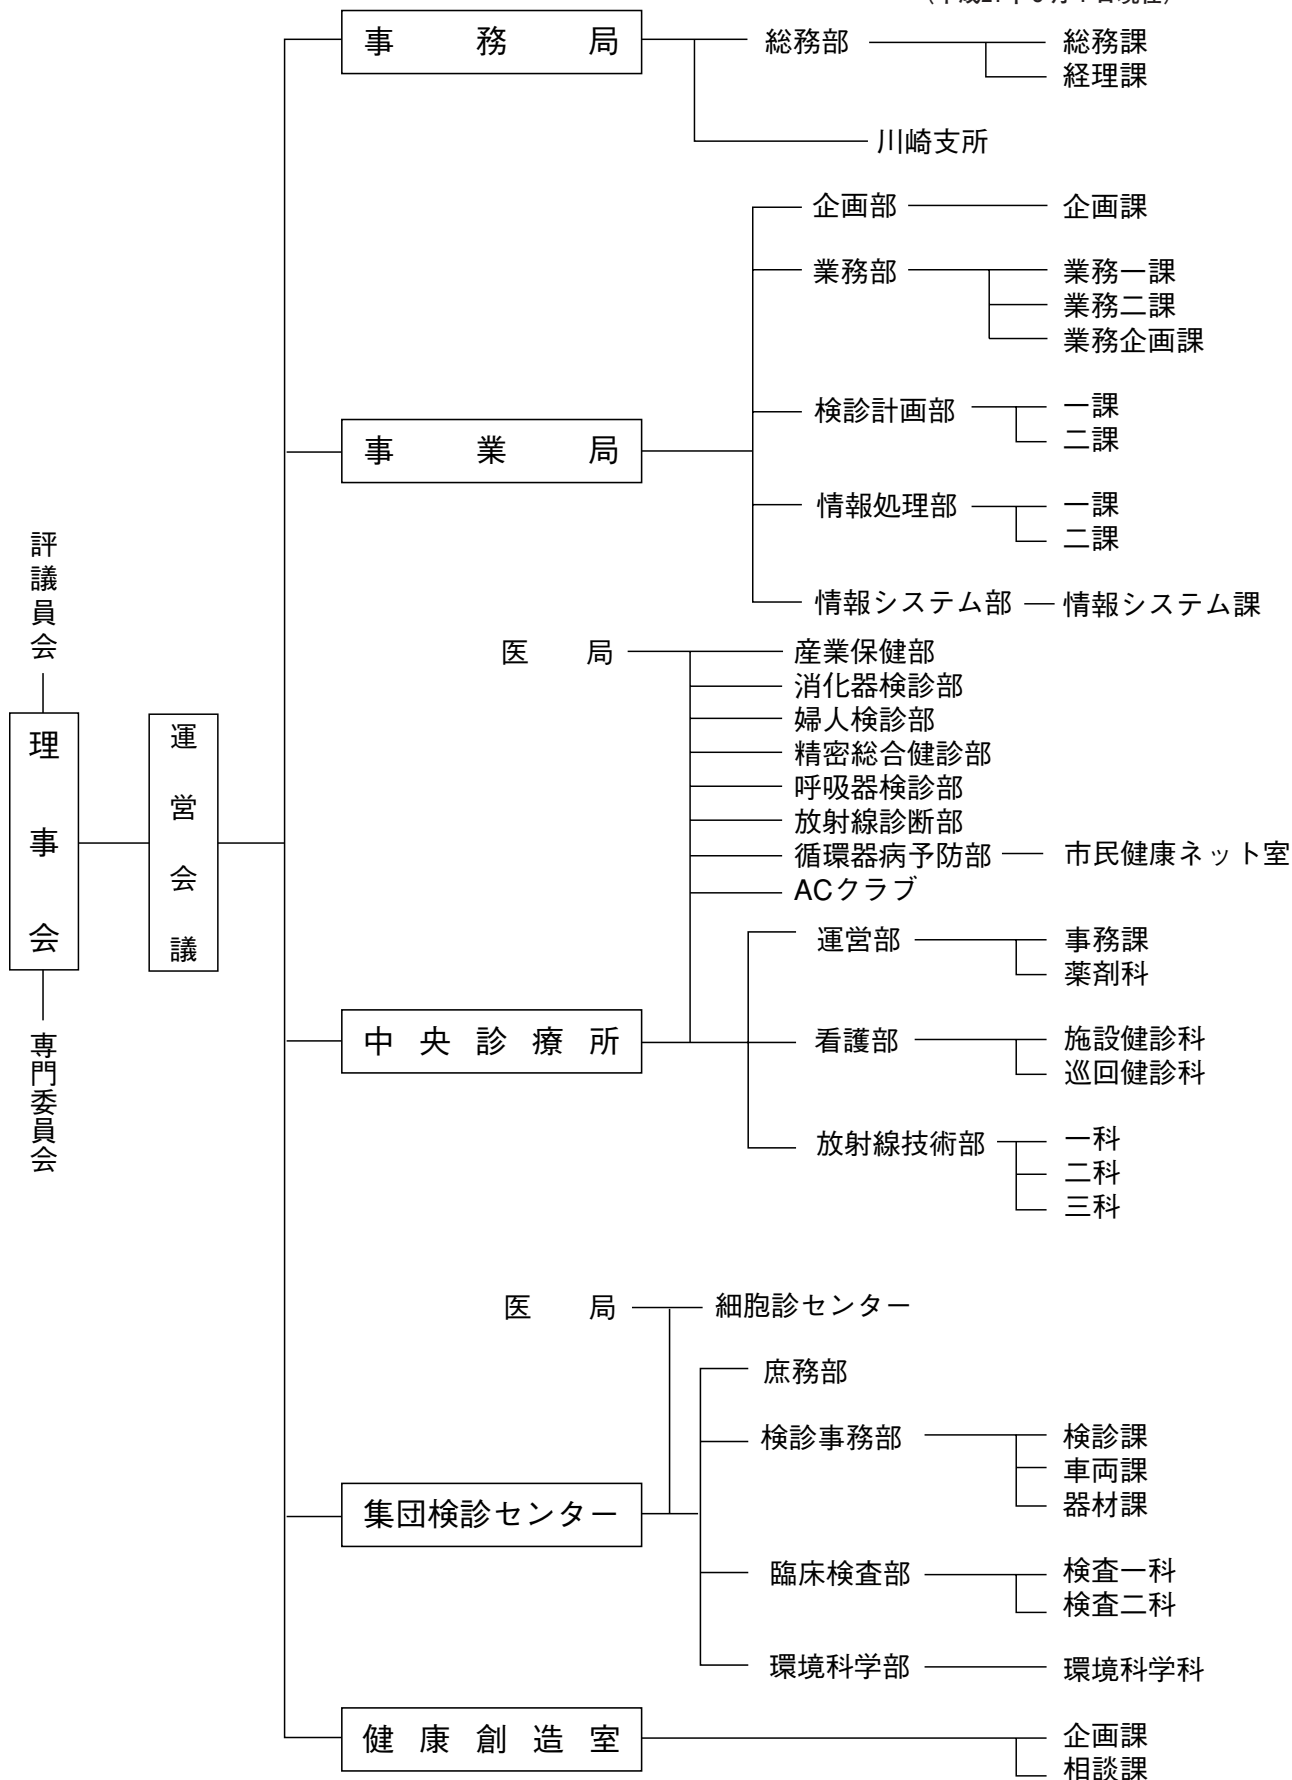 事務局
総務部
総務課
経理課
川崎支所
企画部
企画課
業務部
業務一課
業務二課
業務企画課
事業局
検診計画部
一課
二課
情報処理部
一課
二課
情報システム部
情報システム課
評議員会
理事会
専門委員会
運営会議
医局
産業保健部
消化器検診部
婦人検診部
精密総合健診部
呼吸器検診部
放射線診断部
循環器病予防部
市民健康ネット室
ACクラブ
中央診療所
運営部
事務課
薬剤科
看護部
施設健診科
巡回健診科
放射線技術部
一科
二科
三科
医局
細胞診センター
集団検診センター
庶務部
検診事務部
検診課
車両課
器材課
臨床検査部
検査一科
検査二科
環境科学部
環境科学科
健康創造室
企画課
相談課